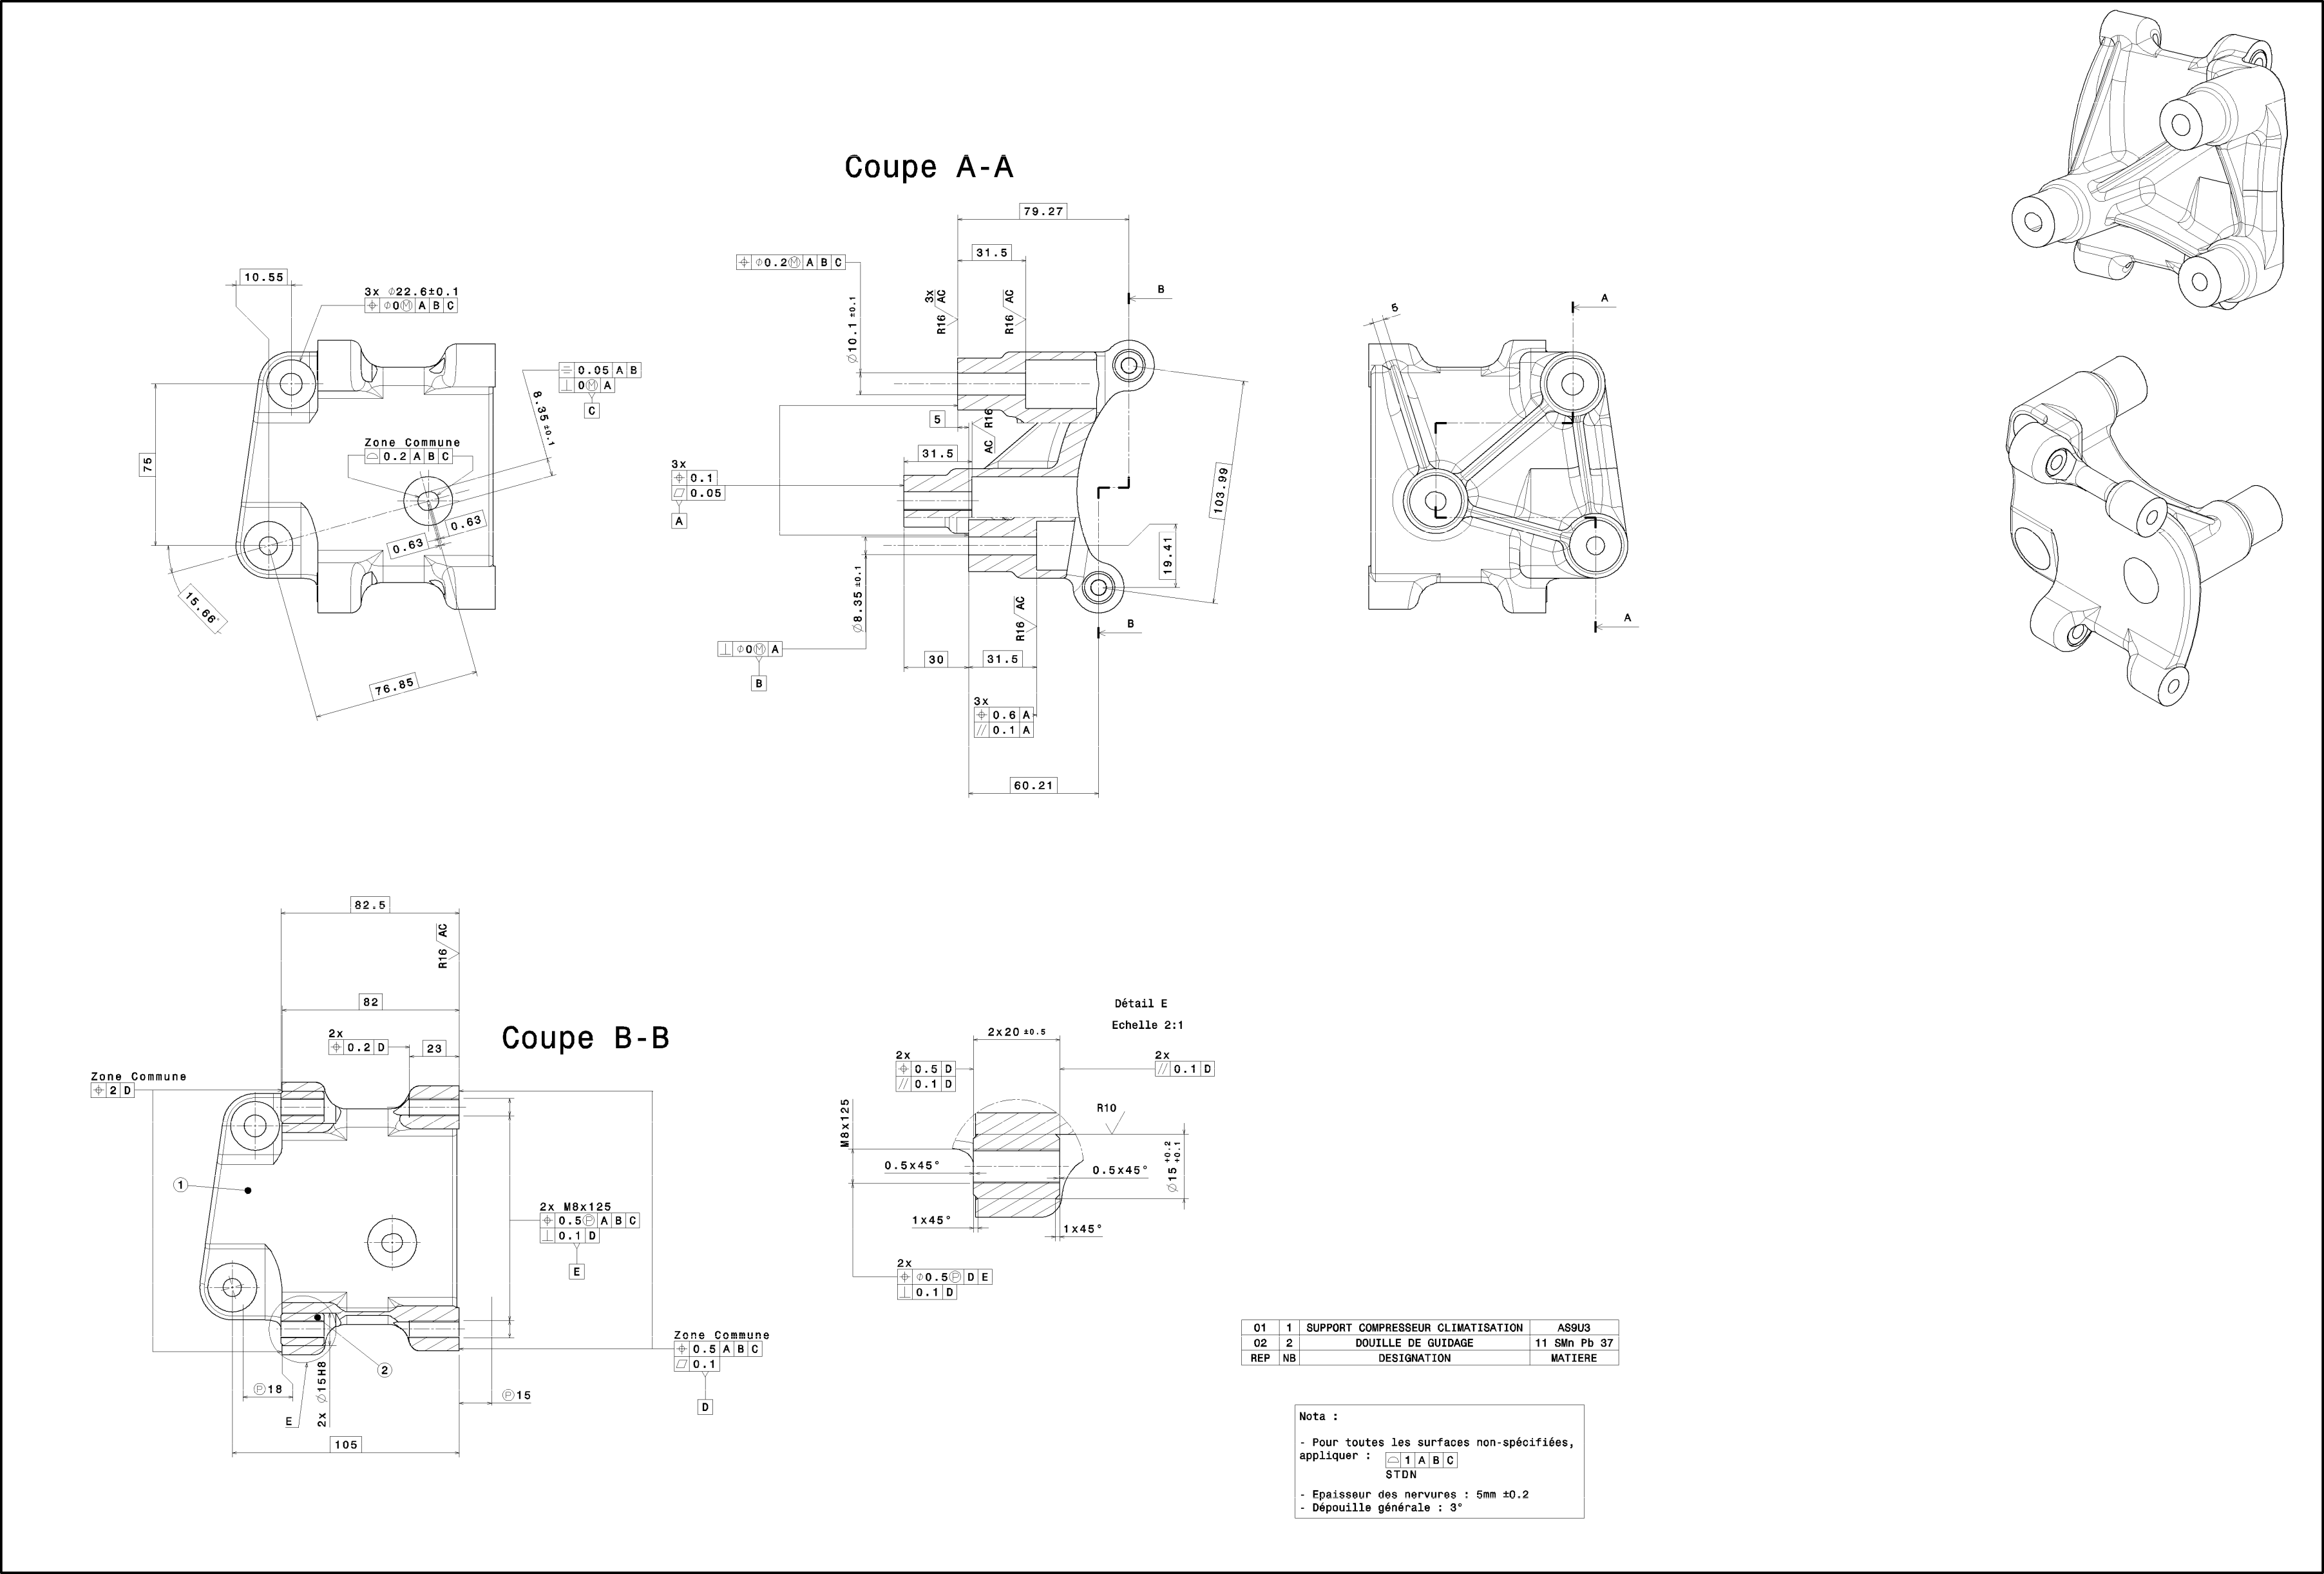 Coupe A-A
79.27
31.5
⌖ ⌀0.2Ⓜ A B C
B
3x
R16 AC
R16 AC
⌀10.1 ±0.1
5
R16 AC
31.5
3x
⌖ 0.1
⏥ 0.05
A
103.99
19.41
⌀8.35 ±0.1
R16 AC
B
⟂ ⌀0Ⓜ A
B
30
31.5
3x
⌖ 0.6 A
// 0.1 A
60.21
10.55
3x ⌀22.6±0.1
⌖ ⌀0Ⓜ A B C
⌯ 0.05 A B
⟂ 0Ⓜ A
C
8.35 ±0.1
Zone Commune
⌓ 0.2 A B C
75
0.63
0.63
15.66°
76.85
5
A
A
82.5
R16 AC
82
Coupe B-B
2x
⌖ 0.2 D
23
Zone Commune
⌖ 2 D
1
2x M8x125
⌖ 0.5Ⓟ A B C
⟂ 0.1 D
E
Zone Commune
⌖ 0.5 A B C
⏥ 0.1
D
2
Ⓟ18
E
2x ⌀15H8
Ⓟ15
105
Détail E
Echelle 2:1
2x20 ±0.5
2x
⌖ 0.5 D
// 0.1 D
2x
// 0.1 D
R10
M8x125
0.5x45°
0.5x45°
⌀15 +0.2 +0.1
1x45°
1x45°
2x
⌖ ⌀0.5Ⓟ D E
⟂ 0.1 D
01 1 SUPPORT COMPRESSEUR CLIMATISATION AS9U3
02 2 DOUILLE DE GUIDAGE 11 SMn Pb 37
REP NB DESIGNATION MATIERE
Nota :
- Pour toutes les surfaces non-spécifiées,
appliquer : ⌓ 1 A B C
STDN
- Epaisseur des nervures : 5mm ±0.2
- Dépouille générale : 3°